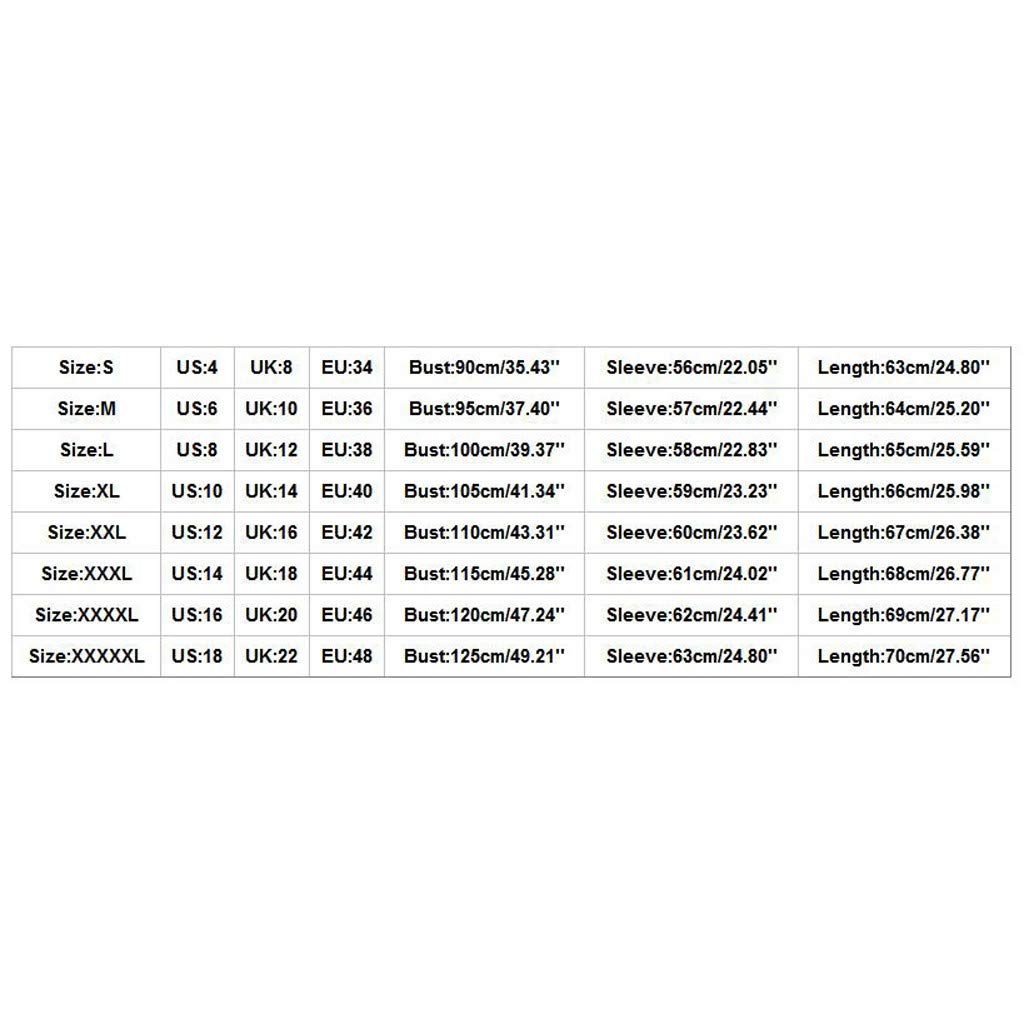 Size:S US:4 UK:8 EU:34 Bust:90cm/35.43'' Sleeve:56cm/22.05'' Length:63cm/24.80''
Size:M US:6 UK:10 EU:36 Bust:95cm/37.40'' Sleeve:57cm/22.44'' Length:64cm/25.20''
Size:L US:8 UK:12 EU:38 Bust:100cm/39.37'' Sleeve:58cm/22.83'' Length:65cm/25.59''
Size:XL US:10 UK:14 EU:40 Bust:105cm/41.34'' Sleeve:59cm/23.23'' Length:66cm/25.98''
Size:XXL US:12 UK:16 EU:42 Bust:110cm/43.31'' Sleeve:60cm/23.62'' Length:67cm/26.38''
Size:XXXL US:14 UK:18 EU:44 Bust:115cm/45.28'' Sleeve:61cm/24.02'' Length:68cm/26.77''
Size:XXXXL US:16 UK:20 EU:46 Bust:120cm/47.24'' Sleeve:62cm/24.41'' Length:69cm/27.17''
Size:XXXXXL US:18 UK:22 EU:48 Bust:125cm/49.21'' Sleeve:63cm/24.80'' Length:70cm/27.56''